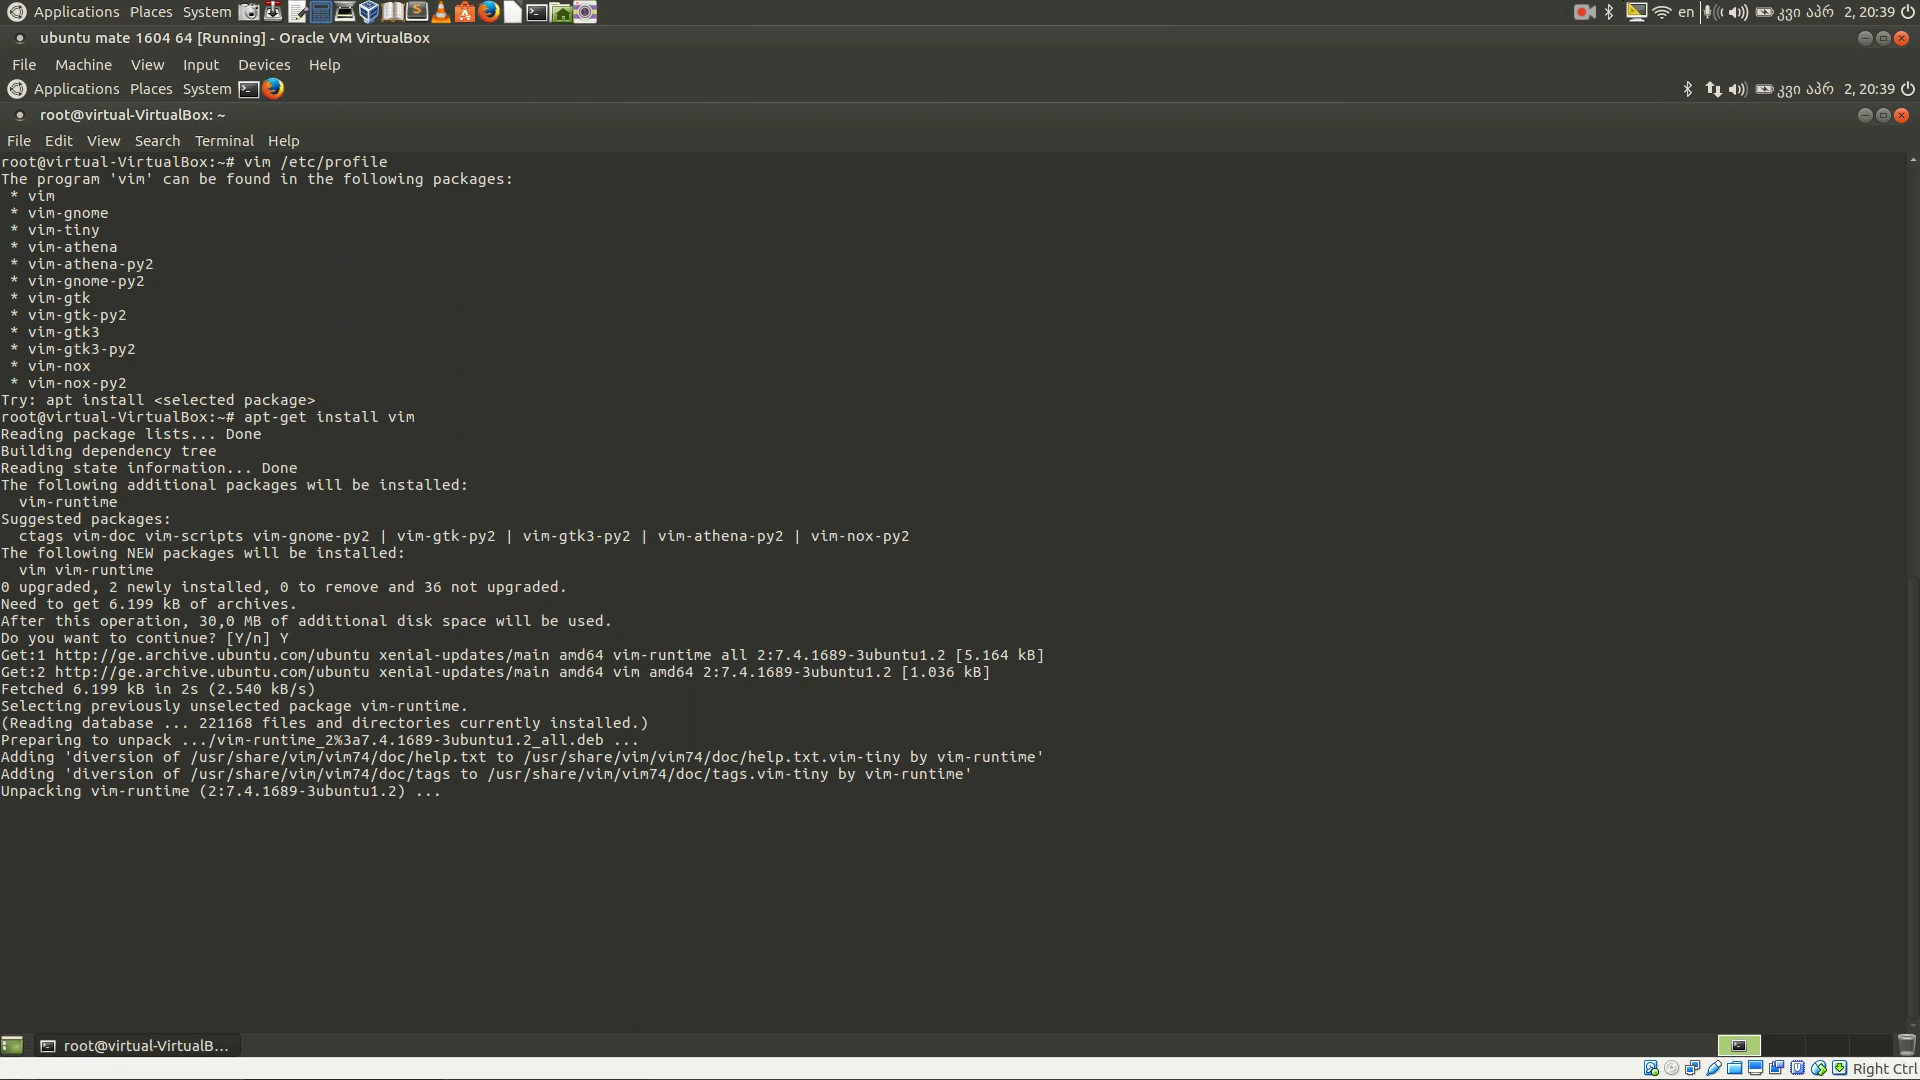 Applications Places System en კვი აპრ 2, 20:39
ubuntu mate 1604 64 [Running] - Oracle VM VirtualBox
File Machine View Input Devices Help
Applications Places System კვი აპრ 2, 20:39
root@virtual-VirtualBox: ~
File Edit View Search Terminal Help
root@virtual-VirtualBox:~# vim /etc/profile
The program 'vim' can be found in the following packages:
 * vim
 * vim-gnome
 * vim-tiny
 * vim-athena
 * vim-athena-py2
 * vim-gnome-py2
 * vim-gtk
 * vim-gtk-py2
 * vim-gtk3
 * vim-gtk3-py2
 * vim-nox
 * vim-nox-py2
Try: apt install <selected package>
root@virtual-VirtualBox:~# apt-get install vim
Reading package lists... Done
Building dependency tree
Reading state information... Done
The following additional packages will be installed:
  vim-runtime
Suggested packages:
  ctags vim-doc vim-scripts vim-gnome-py2 | vim-gtk-py2 | vim-gtk3-py2 | vim-athena-py2 | vim-nox-py2
The following NEW packages will be installed:
  vim vim-runtime
0 upgraded, 2 newly installed, 0 to remove and 36 not upgraded.
Need to get 6.199 kB of archives.
After this operation, 30,0 MB of additional disk space will be used.
Do you want to continue? [Y/n] Y
Get:1 http://ge.archive.ubuntu.com/ubuntu xenial-updates/main amd64 vim-runtime all 2:7.4.1689-3ubuntu1.2 [5.164 kB]
Get:2 http://ge.archive.ubuntu.com/ubuntu xenial-updates/main amd64 vim amd64 2:7.4.1689-3ubuntu1.2 [1.036 kB]
Fetched 6.199 kB in 2s (2.540 kB/s)
Selecting previously unselected package vim-runtime.
(Reading database ... 221168 files and directories currently installed.)
Preparing to unpack .../vim-runtime_2%3a7.4.1689-3ubuntu1.2_all.deb ...
Adding 'diversion of /usr/share/vim/vim74/doc/help.txt to /usr/share/vim/vim74/doc/help.txt.vim-tiny by vim-runtime'
Adding 'diversion of /usr/share/vim/vim74/doc/tags to /usr/share/vim/vim74/doc/tags.vim-tiny by vim-runtime'
Unpacking vim-runtime (2:7.4.1689-3ubuntu1.2) ...
root@virtual-VirtualB...
Right Ctrl